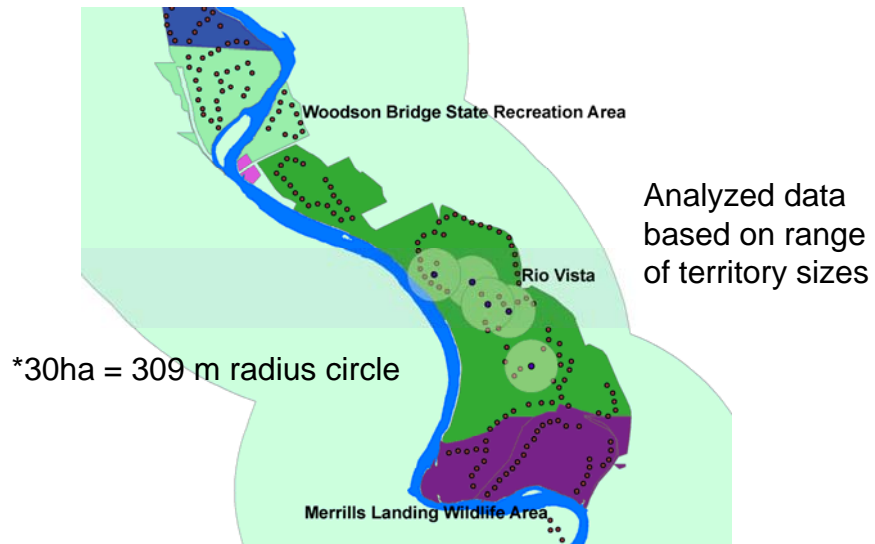 Woodson Bridge State Recreation Area
Analyzed data
based on range
of territory sizes
Rio Vista
*30ha = 309 m radius circle
Merrills Landing Wildlife Area